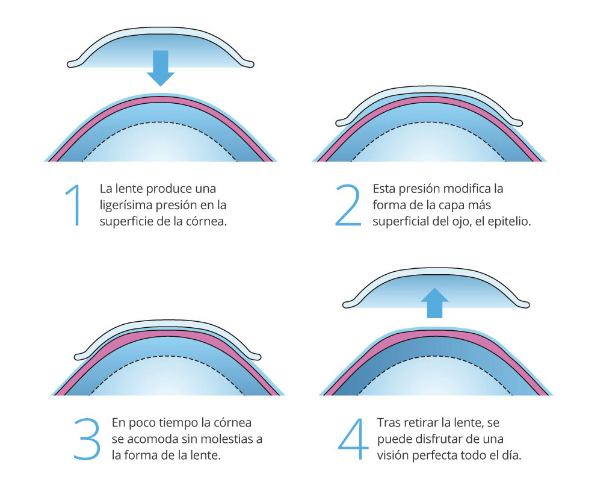 1
La lente produce una
ligerísima presión en la
superficie de la córnea.
2
Esta presión modifica la
forma de la capa más
superficial del ojo, el epitelio.
3
En poco tiempo la córnea
se acomoda sin molestias a
la forma de la lente.
4
Tras retirar la lente, se
puede disfrutar de una
visión perfecta todo el día.